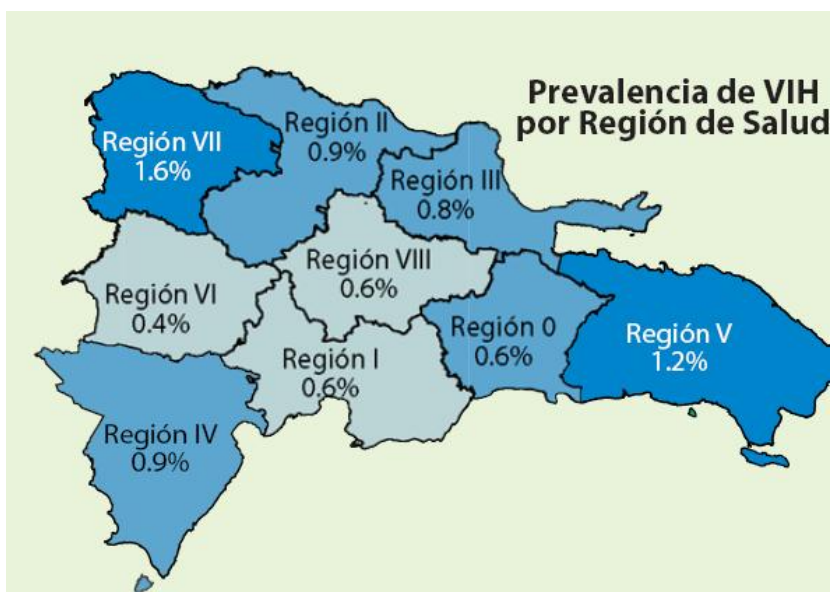 Prevalencia de VIH
por Región de Salud
Región II
0.9%
Región VII
1.6%
Región III
0.8%
Región VIII
0.6%
Región VI
0.4%
Región 0
0.6%
Región V
1.2%
Región I
0.6%
Región IV
0.9%